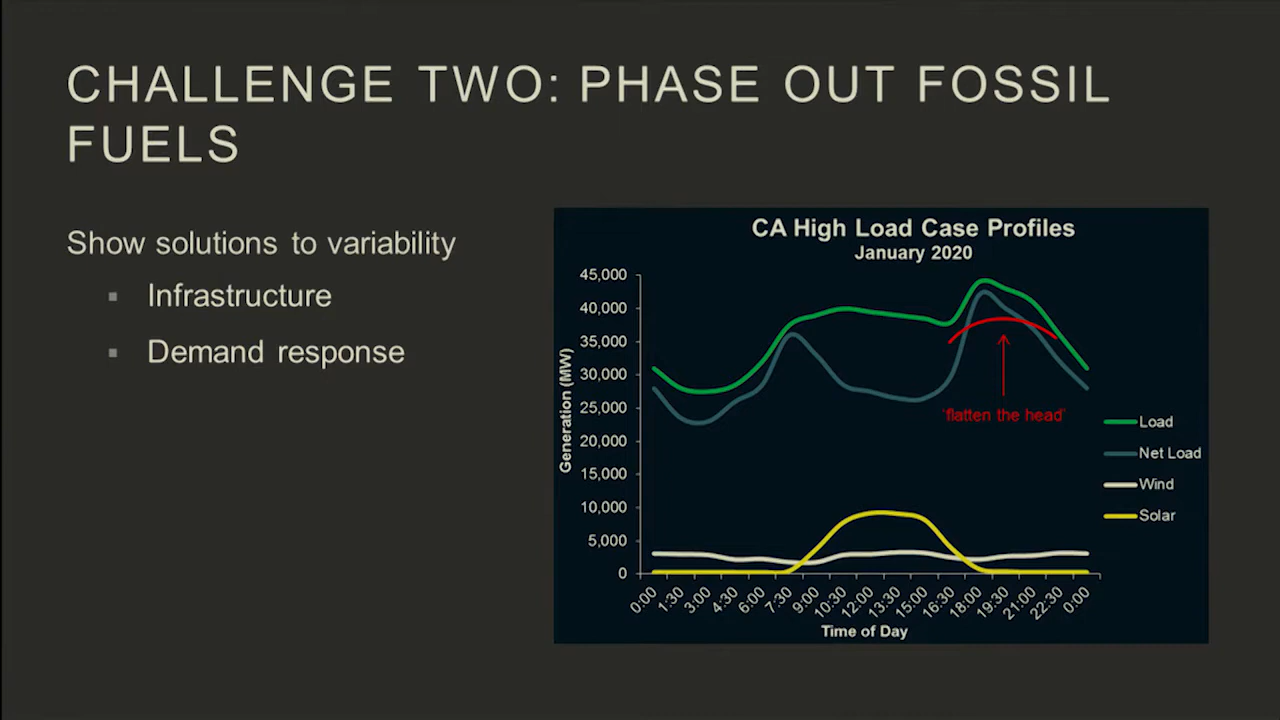 CHALLENGE TWO: PHASE OUT FOSSIL
FUELS
Show solutions to variability
▪ Infrastructure
▪ Demand response
CA High Load Case Profiles
January 2020
Generation (MW)
45,000
40,000
35,000
30,000
25,000
20,000
15,000
10,000
5,000
0
'flatten the head'
Load
Net Load
Wind
Solar
0:00 1:30 3:00 4:30 6:00 7:30 9:00 10:30 12:00 13:30 15:00 16:30 18:00 19:30 21:00 22:30 0:00
Time of Day